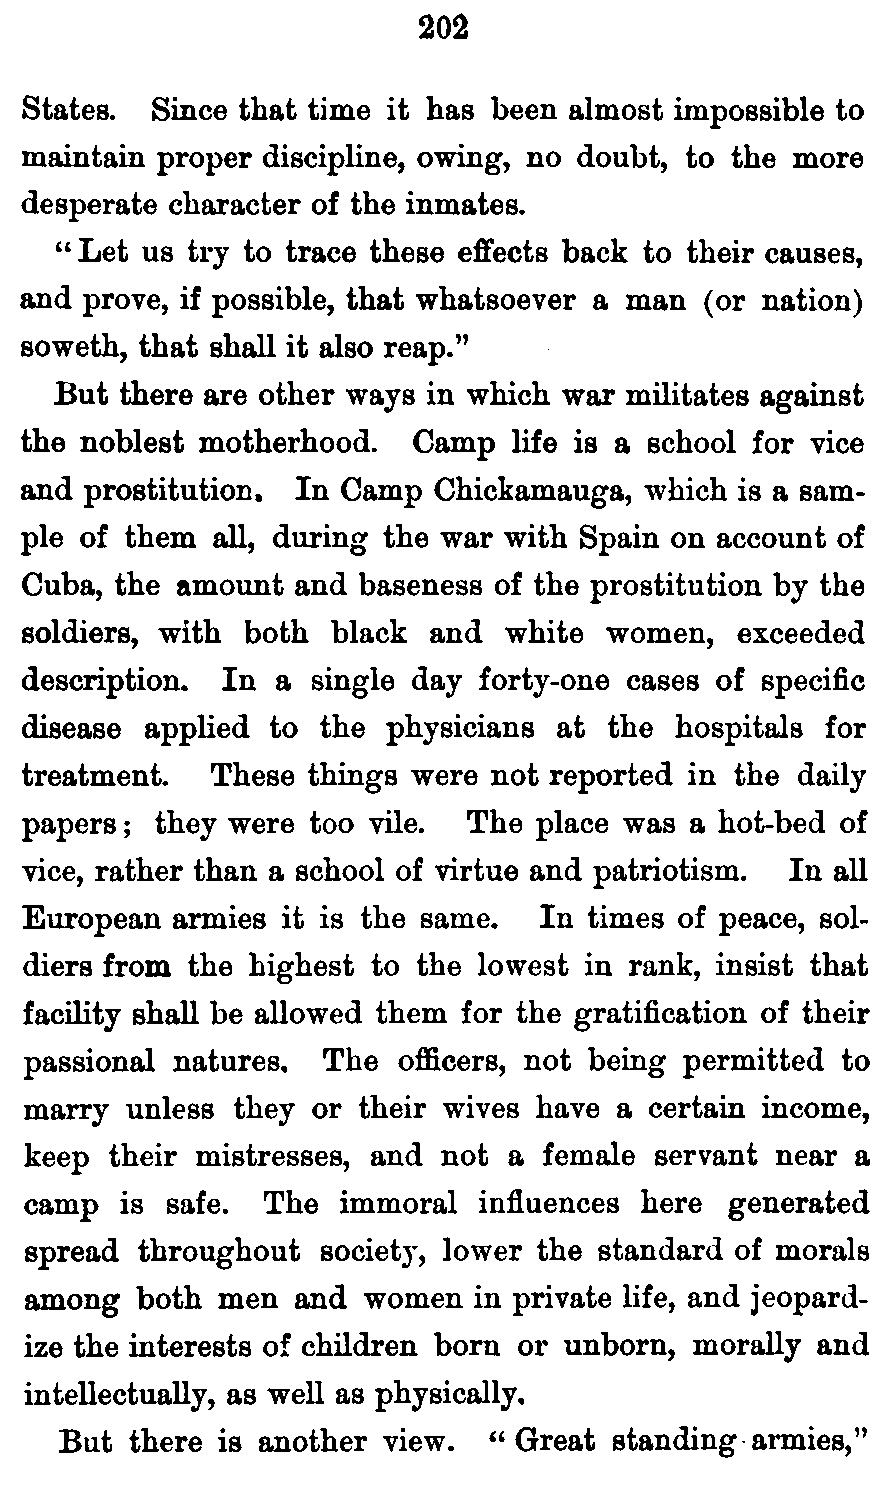 202
States. Since that time it has been almost impossible to
maintain proper discipline, owing, no doubt, to the more
desperate character of the inmates.
“Let us try to trace these effects back to their causes,
and prove, if possible, that whatsoever a man (or nation)
soweth, that shall it also reap.”
But there are other ways in which war militates against
the noblest motherhood. Camp life is a school for vice
and prostitution. In Camp Chickamauga, which is a sam-
ple of them all, during the war with Spain on account of
Cuba, the amount and baseness of the prostitution by the
soldiers, with both black and white women, exceeded
description. In a single day forty-one cases of specific
disease applied to the physicians at the hospitals for
treatment. These things were not reported in the daily
papers; they were too vile. The place was a hot-bed of
vice, rather than a school of virtue and patriotism. In all
European armies it is the same. In times of peace, sol-
diers from the highest to the lowest in rank, insist that
facility shall be allowed them for the gratification of their
passional natures. The officers, not being permitted to
marry unless they or their wives have a certain income,
keep their mistresses, and not a female servant near a
camp is safe. The immoral influences here generated
spread throughout society, lower the standard of morals
among both men and women in private life, and jeopard-
ize the interests of children born or unborn, morally and
intellectually, as well as physically.
But there is another view. “Great standing armies,”